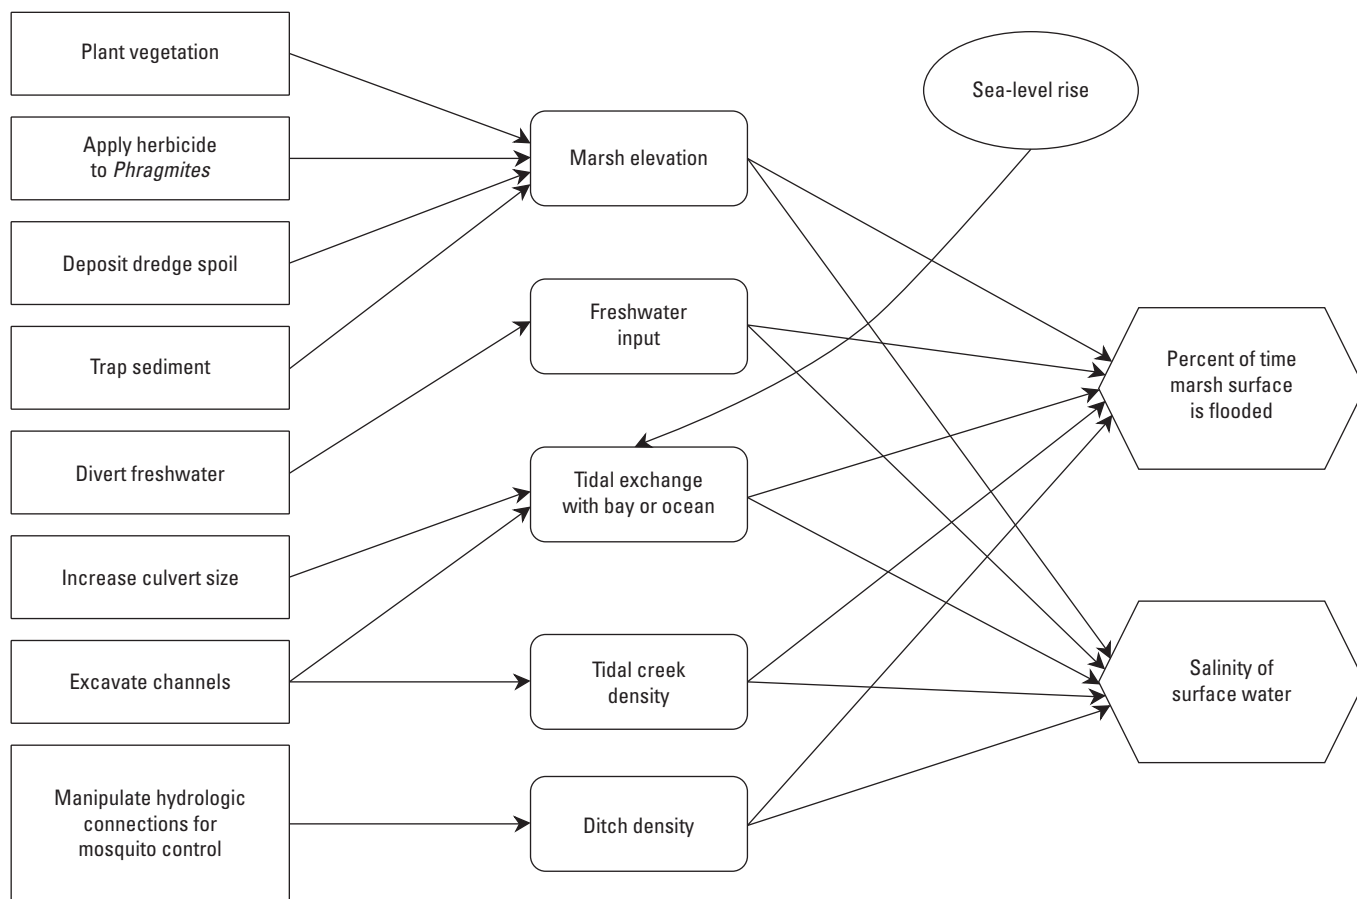 Plant vegetation
Apply herbicide
to Phragmites
Deposit dredge spoil
Trap sediment
Divert freshwater
Increase culvert size
Excavate channels
Manipulate hydrologic
connections for
mosquito control
Marsh elevation
Freshwater
input
Tidal exchange
with bay or ocean
Tidal creek
density
Ditch density
Sea-level rise
Percent of time
marsh surface
is flooded
Salinity of
surface water